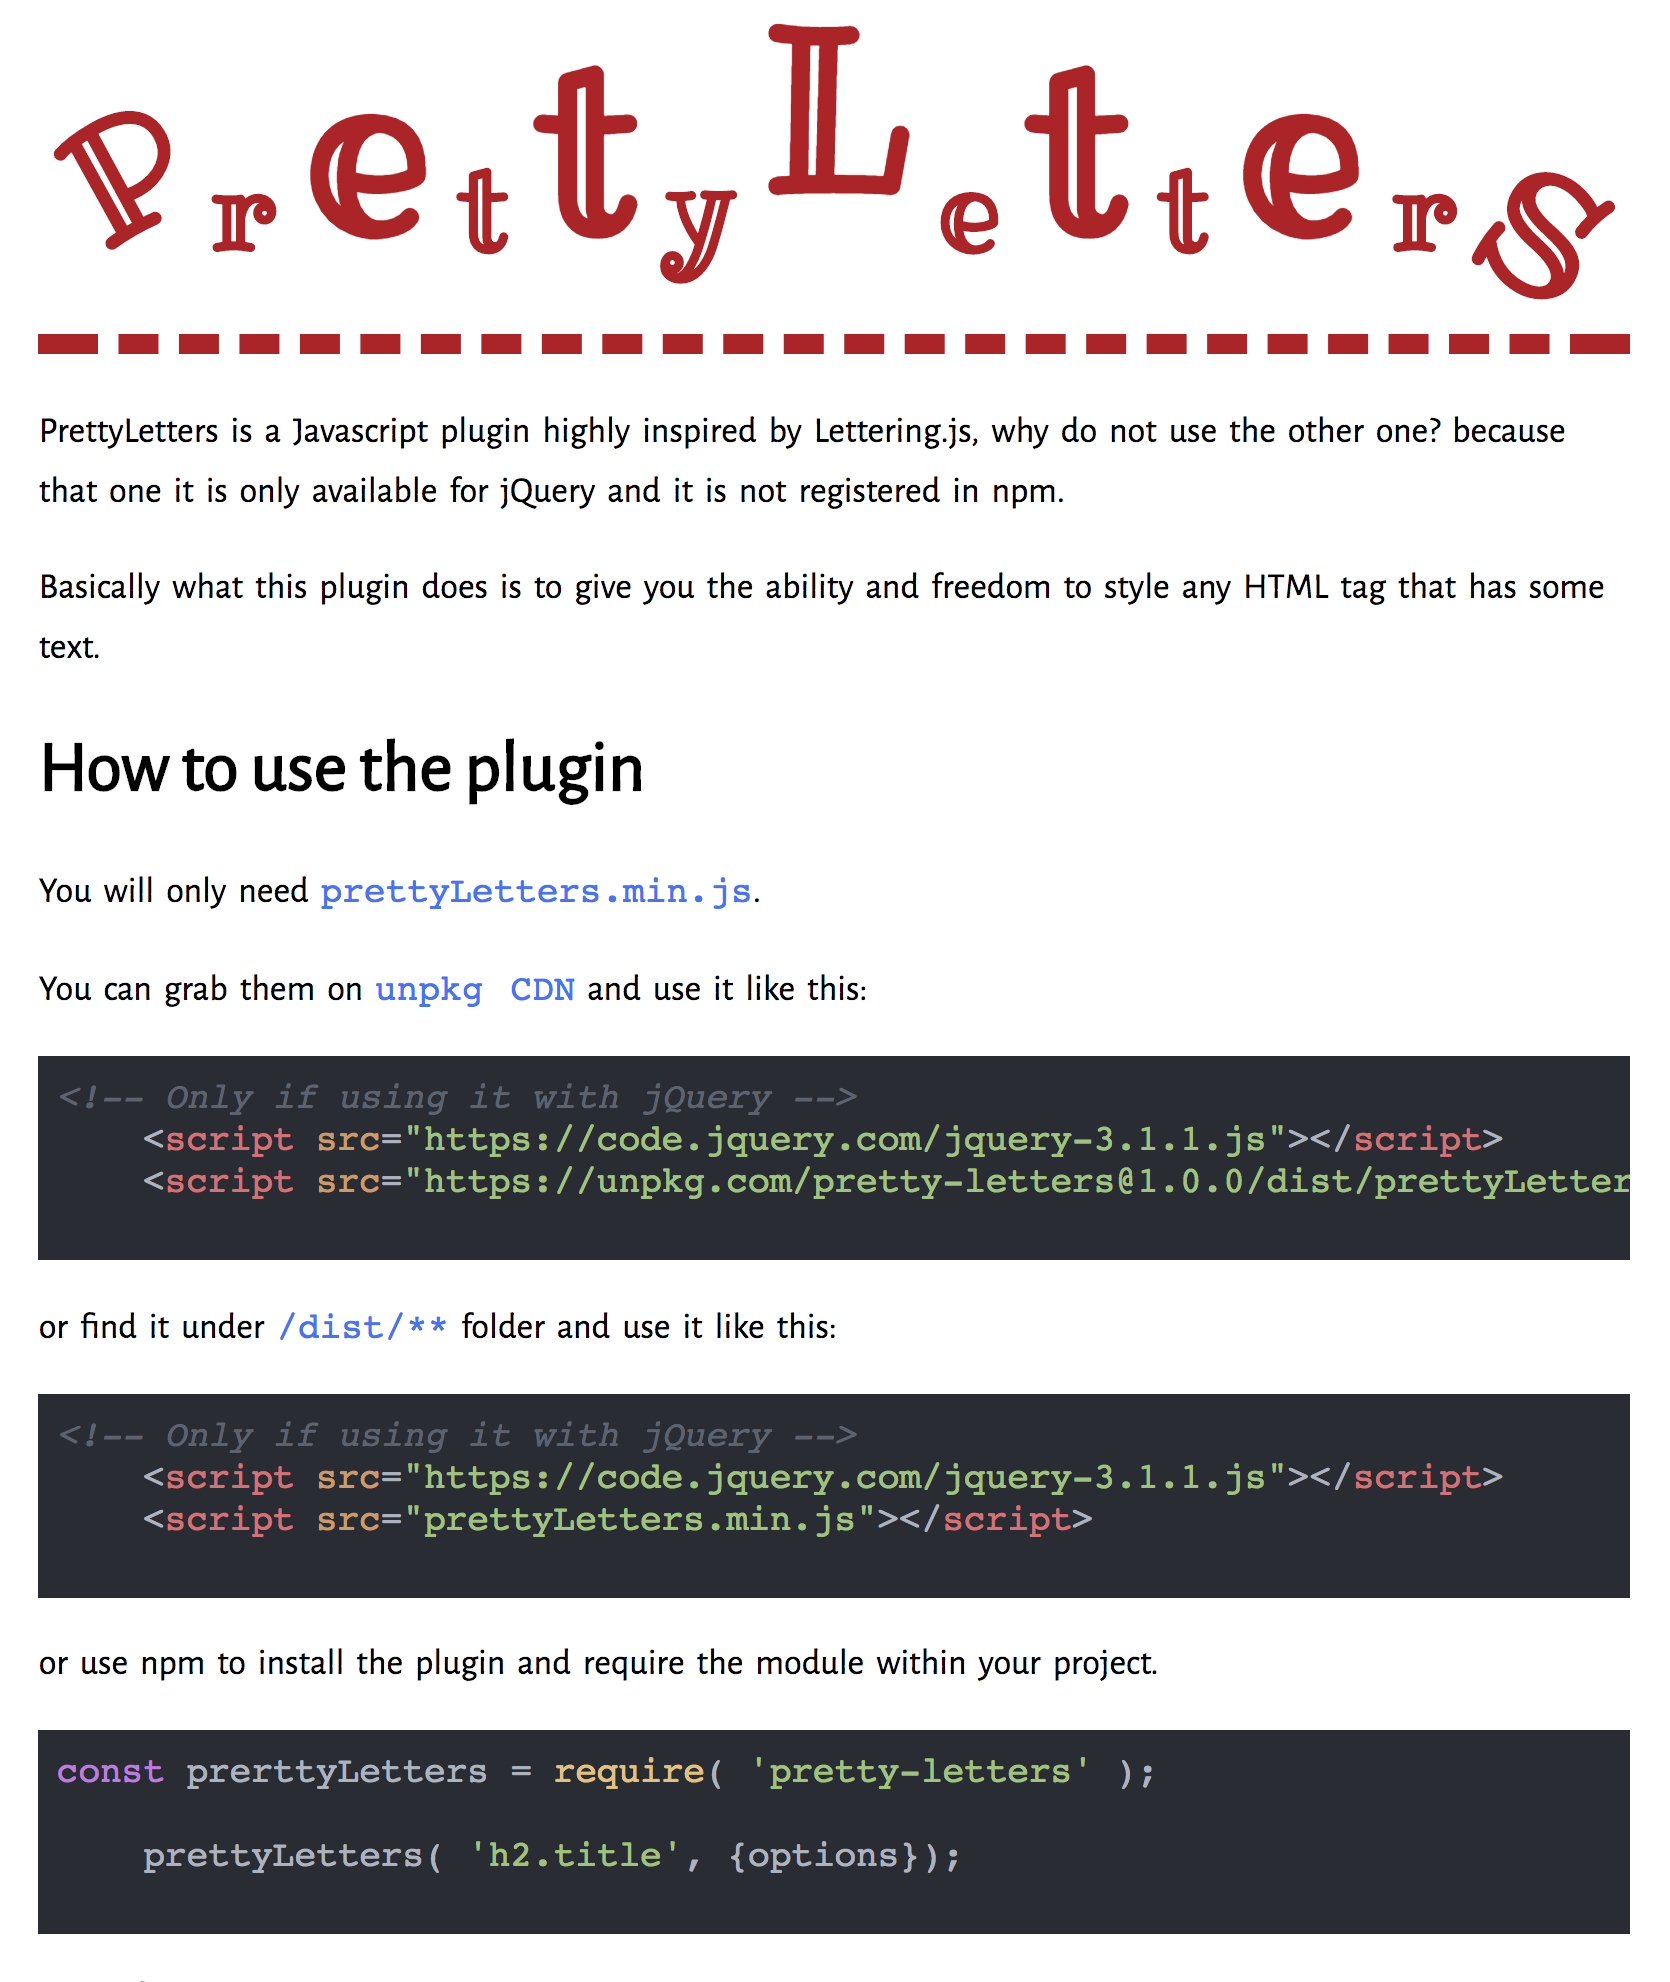 PrettyLetters
PrettyLetters is a Javascript plugin highly inspired by Lettering.js, why do not use the other one? because
that one it is only available for jQuery and it is not registered in npm.
Basically what this plugin does is to give you the ability and freedom to style any HTML tag that has some
text.
How to use the plugin
You will only need prettyLetters.min.js.
You can grab them on unpkg CDN and use it like this:
<!-- Only if using it with jQuery -->
<script src="https://code.jquery.com/jquery-3.1.1.js"></script>
<script src="https://unpkg.com/pretty-letters@1.0.0/dist/prettyLetter
or find it under /dist/** folder and use it like this:
<!-- Only if using it with jQuery -->
<script src="https://code.jquery.com/jquery-3.1.1.js"></script>
<script src="prettyLetters.min.js"></script>
or use npm to install the plugin and require the module within your project.
const prerttyLetters = require( 'pretty-letters' );
prettyLetters( 'h2.title', {options});